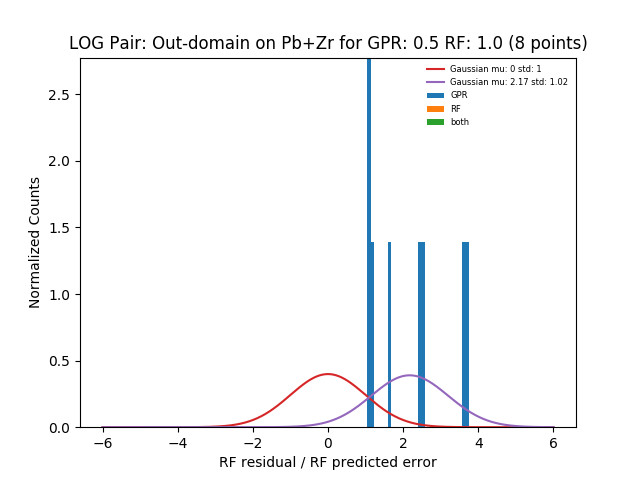 LOG Pair: Out-domain on Pb+Zr for GPR: 0.5 RF: 1.0 (8 points)
Gaussian mu: 0 std: 1
Gaussian mu: 2.17 std: 1.02
GPR
RF
both
Normalized Counts
2.5
2.0
1.5
1.0
0.5
0.0
−6
−4
−2
0
2
4
6
RF residual / RF predicted error